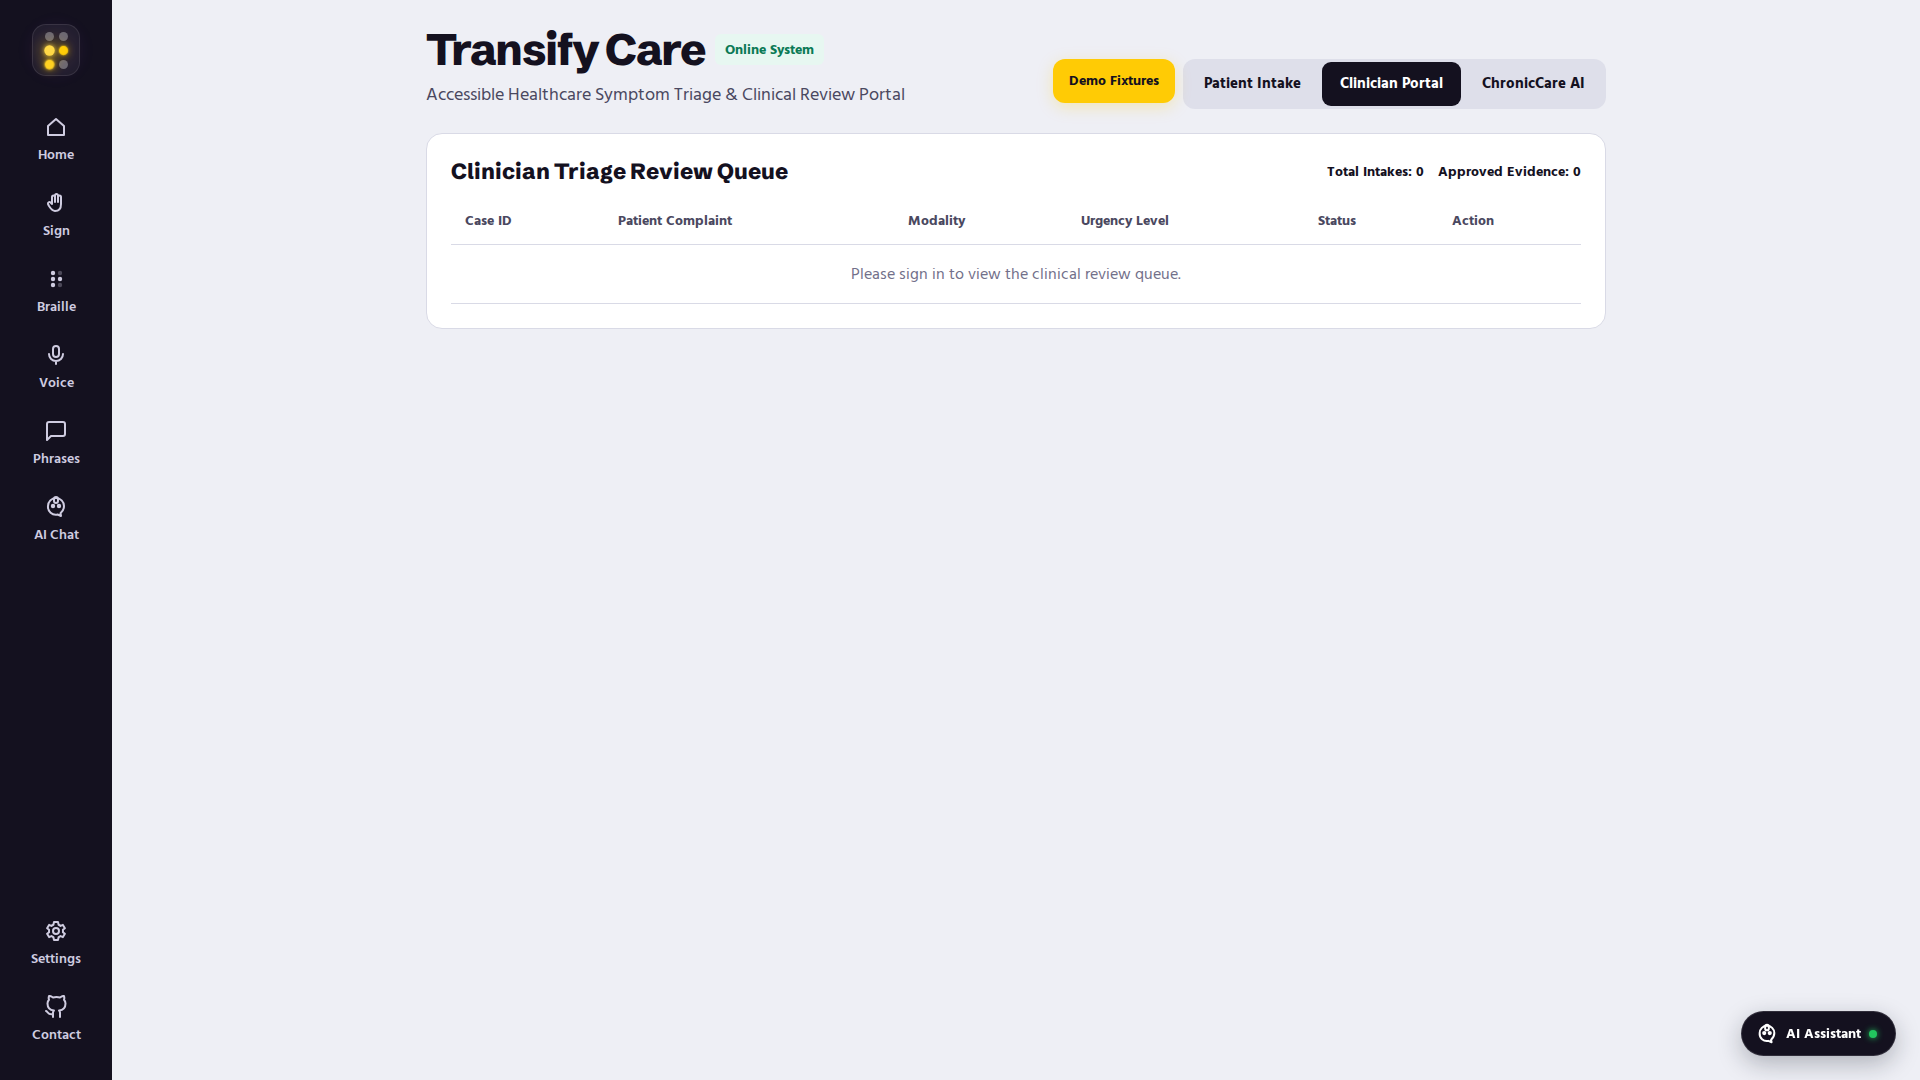 Home
Sign
Braille
Voice
Phrases
AI Chat
Settings
Contact
Transify Care
Online System
Accessible Healthcare Symptom Triage & Clinical Review Portal
Demo Fixtures
Patient Intake
Clinician Portal
ChronicCare AI
Clinician Triage Review Queue
Total Intakes: 0
Approved Evidence: 0
Case ID
Patient Complaint
Modality
Urgency Level
Status
Action
Please sign in to view the clinical review queue.
AI Assistant